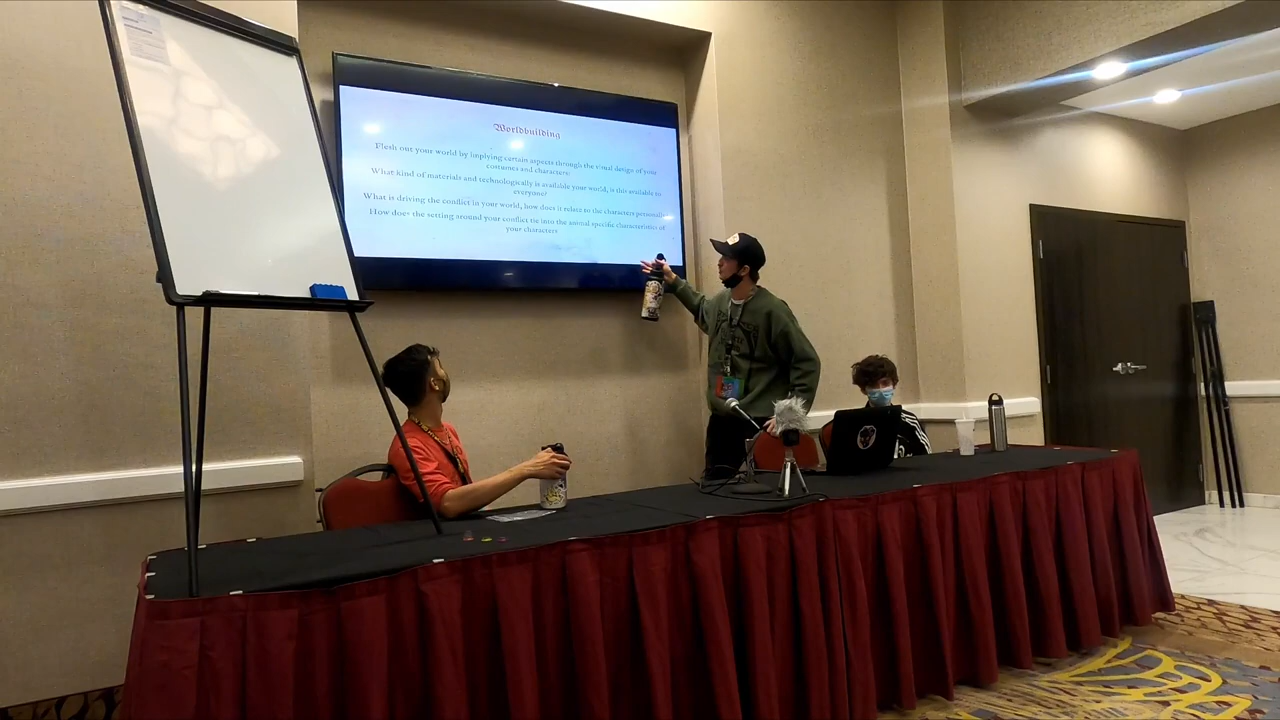 Worldbuilding
Flesh out your world by implying certain aspects through the visual design of your
costumes and characters.
What kind of materials and technologically is available your world, is this available to
everyone?
What is driving the conflict in your world, how does it relate to the characters personally
How does the setting around your conflict tie into the animal specific characteristics of
your characters